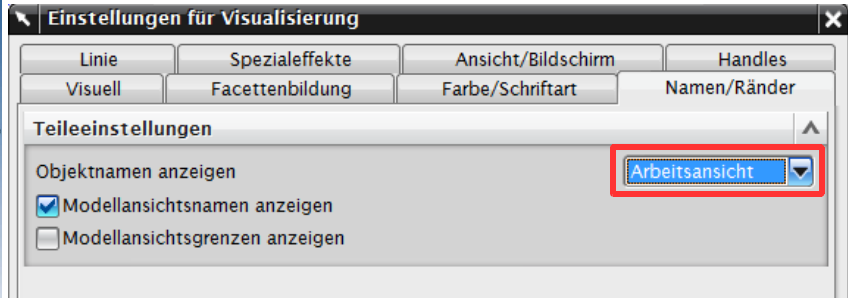 Einstellungen für Visualisierung
Linie Spezialeffekte Ansicht/Bildschirm Handles
Visuell Facettenbildung Farbe/Schriftart Namen/Ränder
Teileeinstellungen
Objektnamen anzeigen Arbeitsansicht
Modellansichtsnamen anzeigen
Modellansichtsgrenzen anzeigen